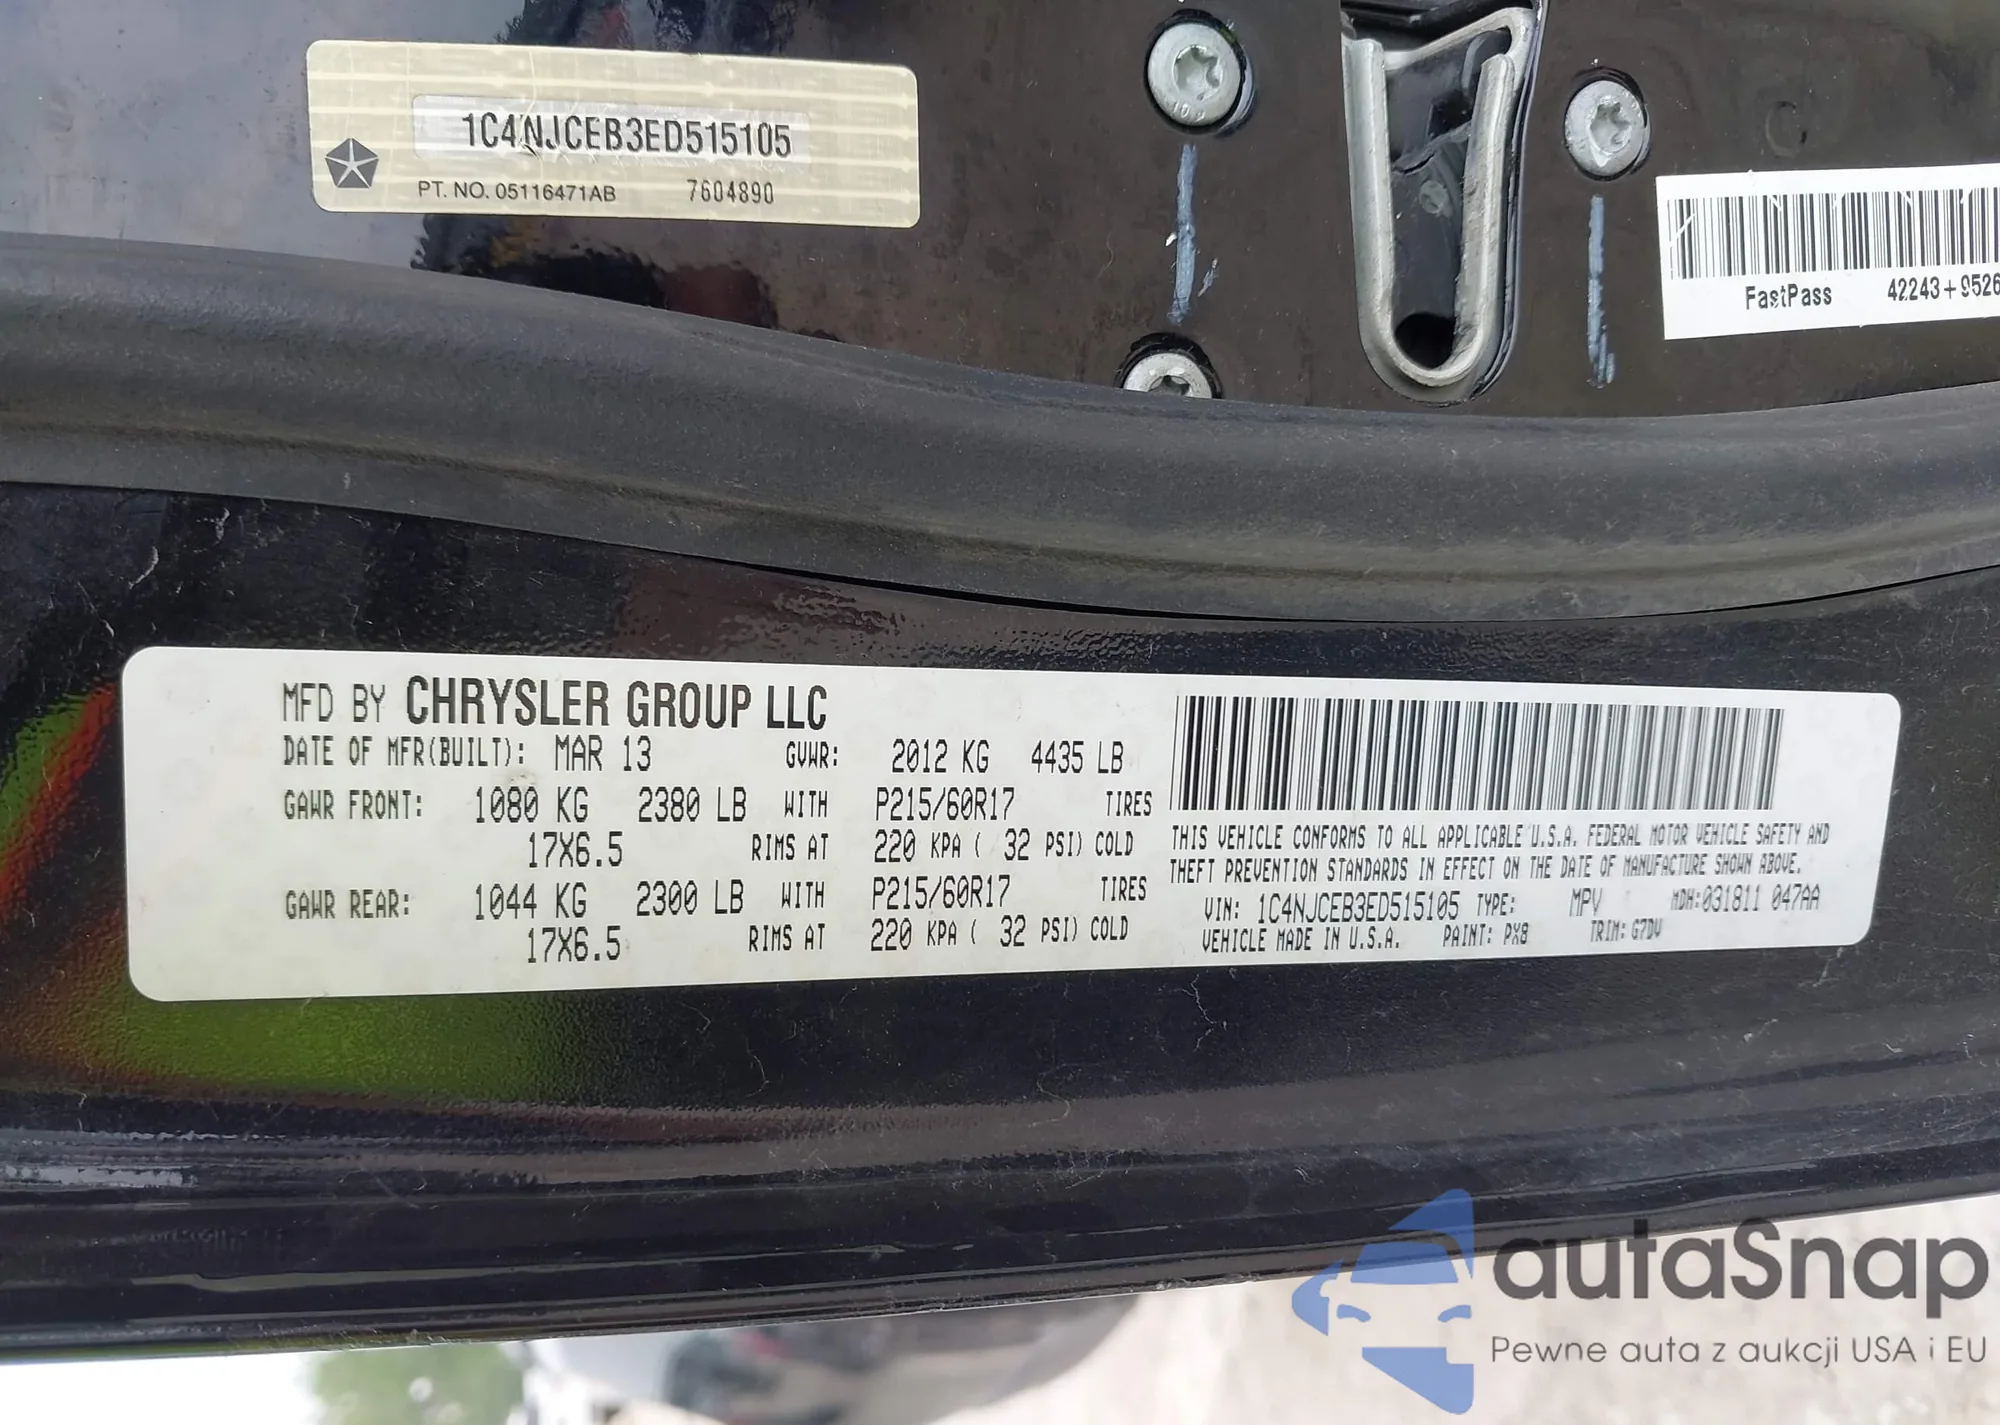 1C4NJCEB3ED515105
PT. NO. 05116471AB 7604890
FastPass 42243+9526
MFD BY CHRYSLER GROUP LLC
DATE OF MFR(BUILT): MAR 13 GVWR: 2012 KG 4435 LB
GAWR FRONT: 1080 KG 2380 LB WITH P215/60R17 TIRES
17X6.5 RIMS AT 220 KPA ( 32 PSI) COLD
GAWR REAR: 1044 KG 2300 LB WITH P215/60R17 TIRES
17X6.5 RIMS AT 220 KPA ( 32 PSI) COLD
THIS VEHICLE CONFORMS TO ALL APPLICABLE U.S.A. FEDERAL MOTOR VEHICLE SAFETY AND
THEFT PREVENTION STANDARDS IN EFFECT ON THE DATE OF MANUFACTURE SHOWN ABOVE.
VIN: 1C4NJCEB3ED515105 TYPE: MPV MDH:031811 047AA
VEHICLE MADE IN U.S.A. PAINT: PX8 TRIM: G7DV
autoSnap
Pewne auta z aukcji USA i EU